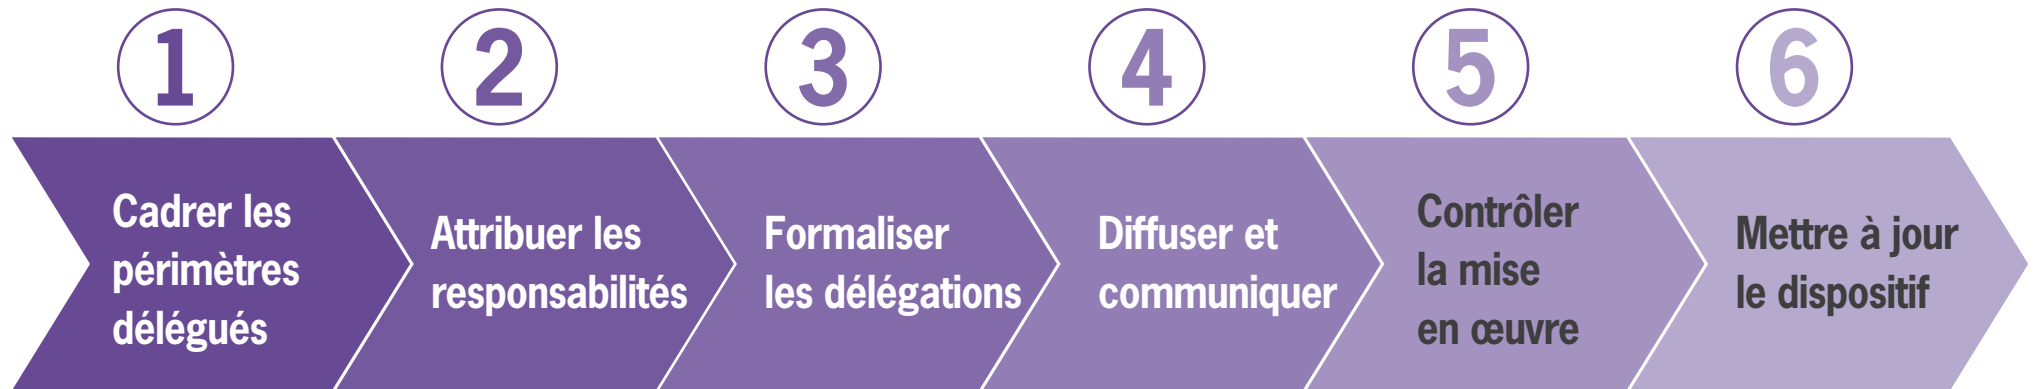 1
2
3
4
5
6
Cadrer les
périmètres
délégués
Attribuer les
responsabilités
Formaliser
les délégations
Diffuser et
communiquer
Contrôler
la mise
en œuvre
Mettre à jour
le dispositif